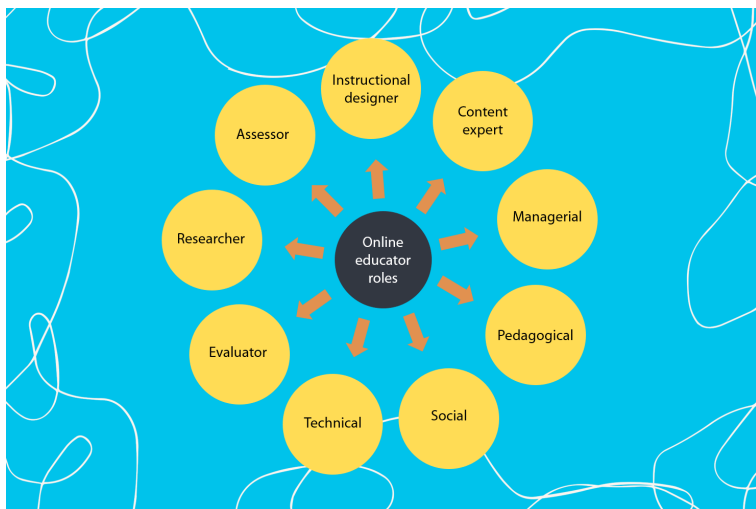 Instructional
designer
Content
expert
Managerial
Pedagogical
Social
Technical
Evaluator
Researcher
Assessor
Online
educator
roles